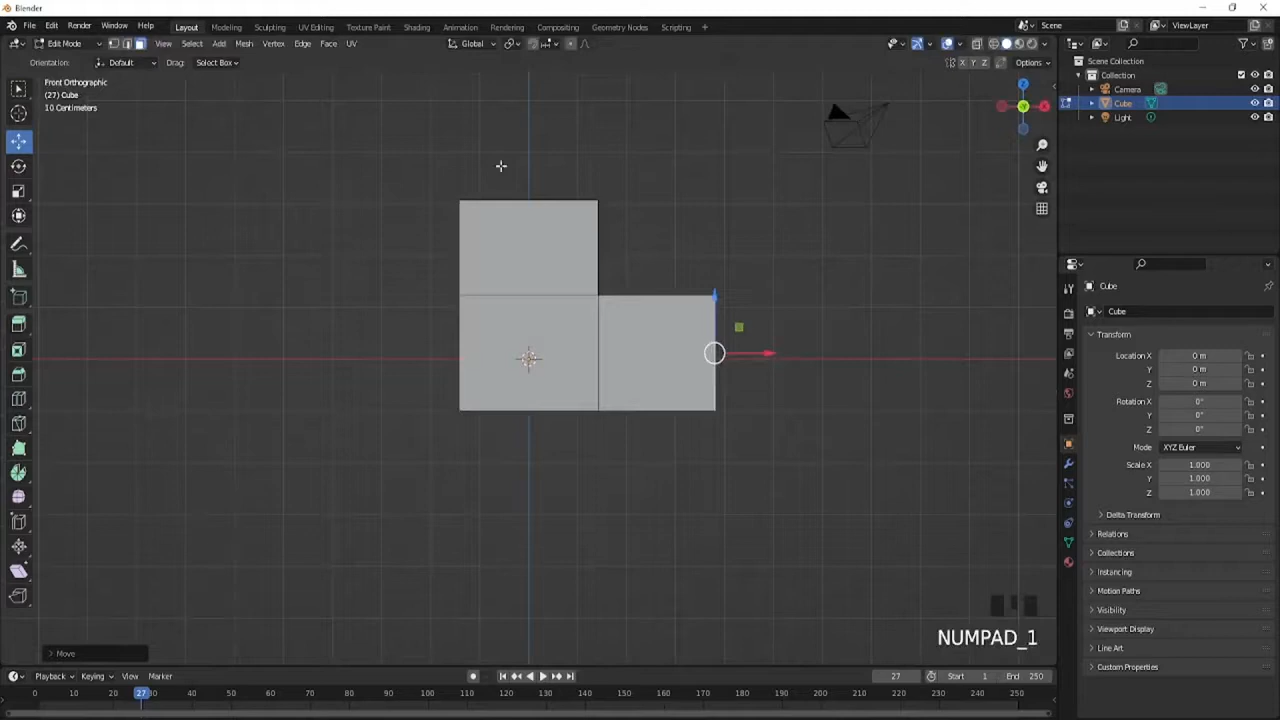 Blender
File Edit Render Window Help Layout Modeling Sculpting UV Editing Texture Paint Shading Animation Rendering Compositing Geometry Nodes Scripting + Scene ViewLayer
Edit Mode View Select Add Mesh Vertex Edge Face UV Global
Orientation: Default Drag: Select Box X Y Z Options
Front Orthographic
(27) Cube
10 Centimeters
Scene Collection
Collection
Camera
Cube
Light
Z
Y
X
Cube
Cube
Transform
Location X 0 m
Y 0 m
Z 0 m
Rotation X 0°
Y 0°
Z 0°
Mode XYZ Euler
Scale X 1.000
Y 1.000
Z 1.000
Delta Transform
Relations
Collections
Instancing
Motion Paths
Visibility
Viewport Display
Line Art
Custom Properties
NUMPAD_1
Move
Playback Keying View Marker 27 Start 1 End 250
0 10 20 27 30 40 50 60 70 80 90 100 110 120 130 140 150 160 170 180 190 200 210 220 230 240 250